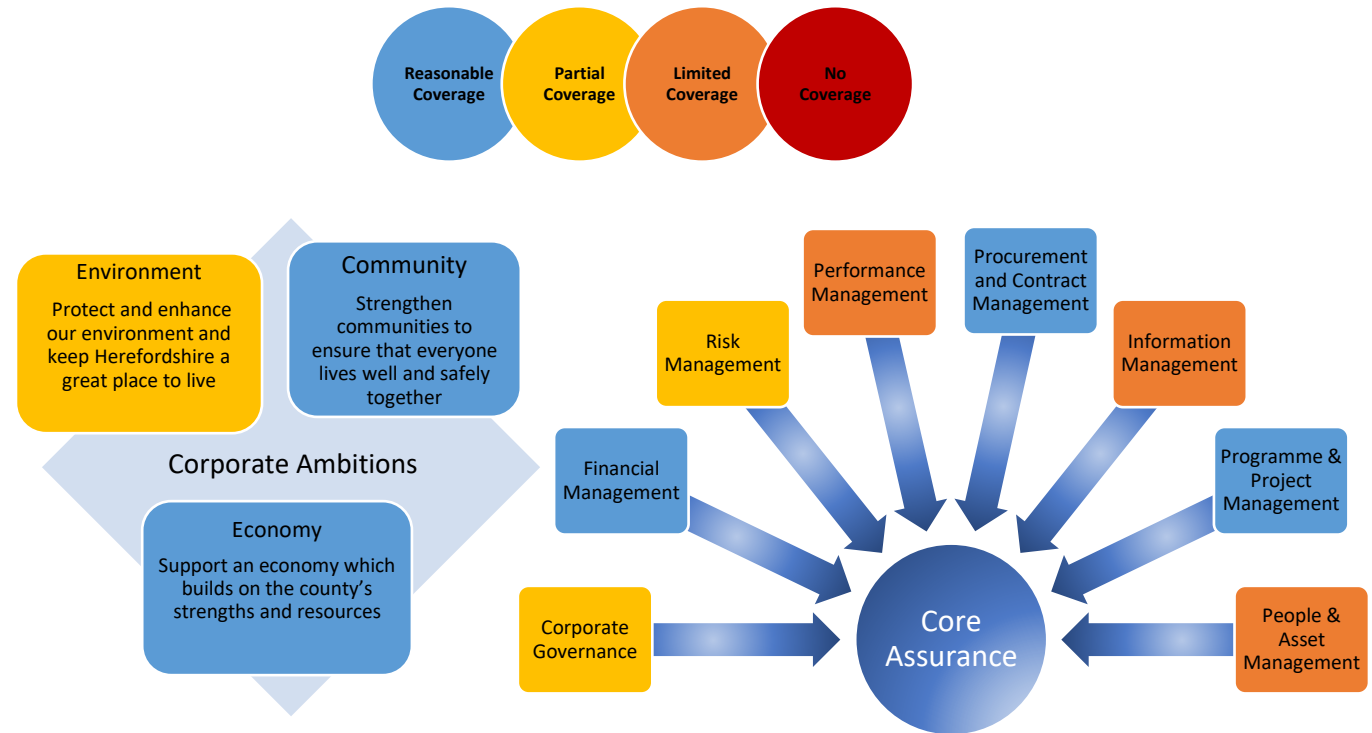 Reasonable
Coverage
Partial
Coverage
Limited
Coverage
No
Coverage
Environment
Protect and enhance
our environment and
keep Herefordshire a
great place to live
Community
Strengthen
communities to
ensure that everyone
lives well and safely
together
Corporate Ambitions
Economy
Support an economy which
builds on the county’s
strengths and resources
Corporate
Governance
Financial
Management
Risk
Management
Performance
Management
Procurement
and Contract
Management
Information
Management
Programme &
Project
Management
People &
Asset
Management
Core
Assurance